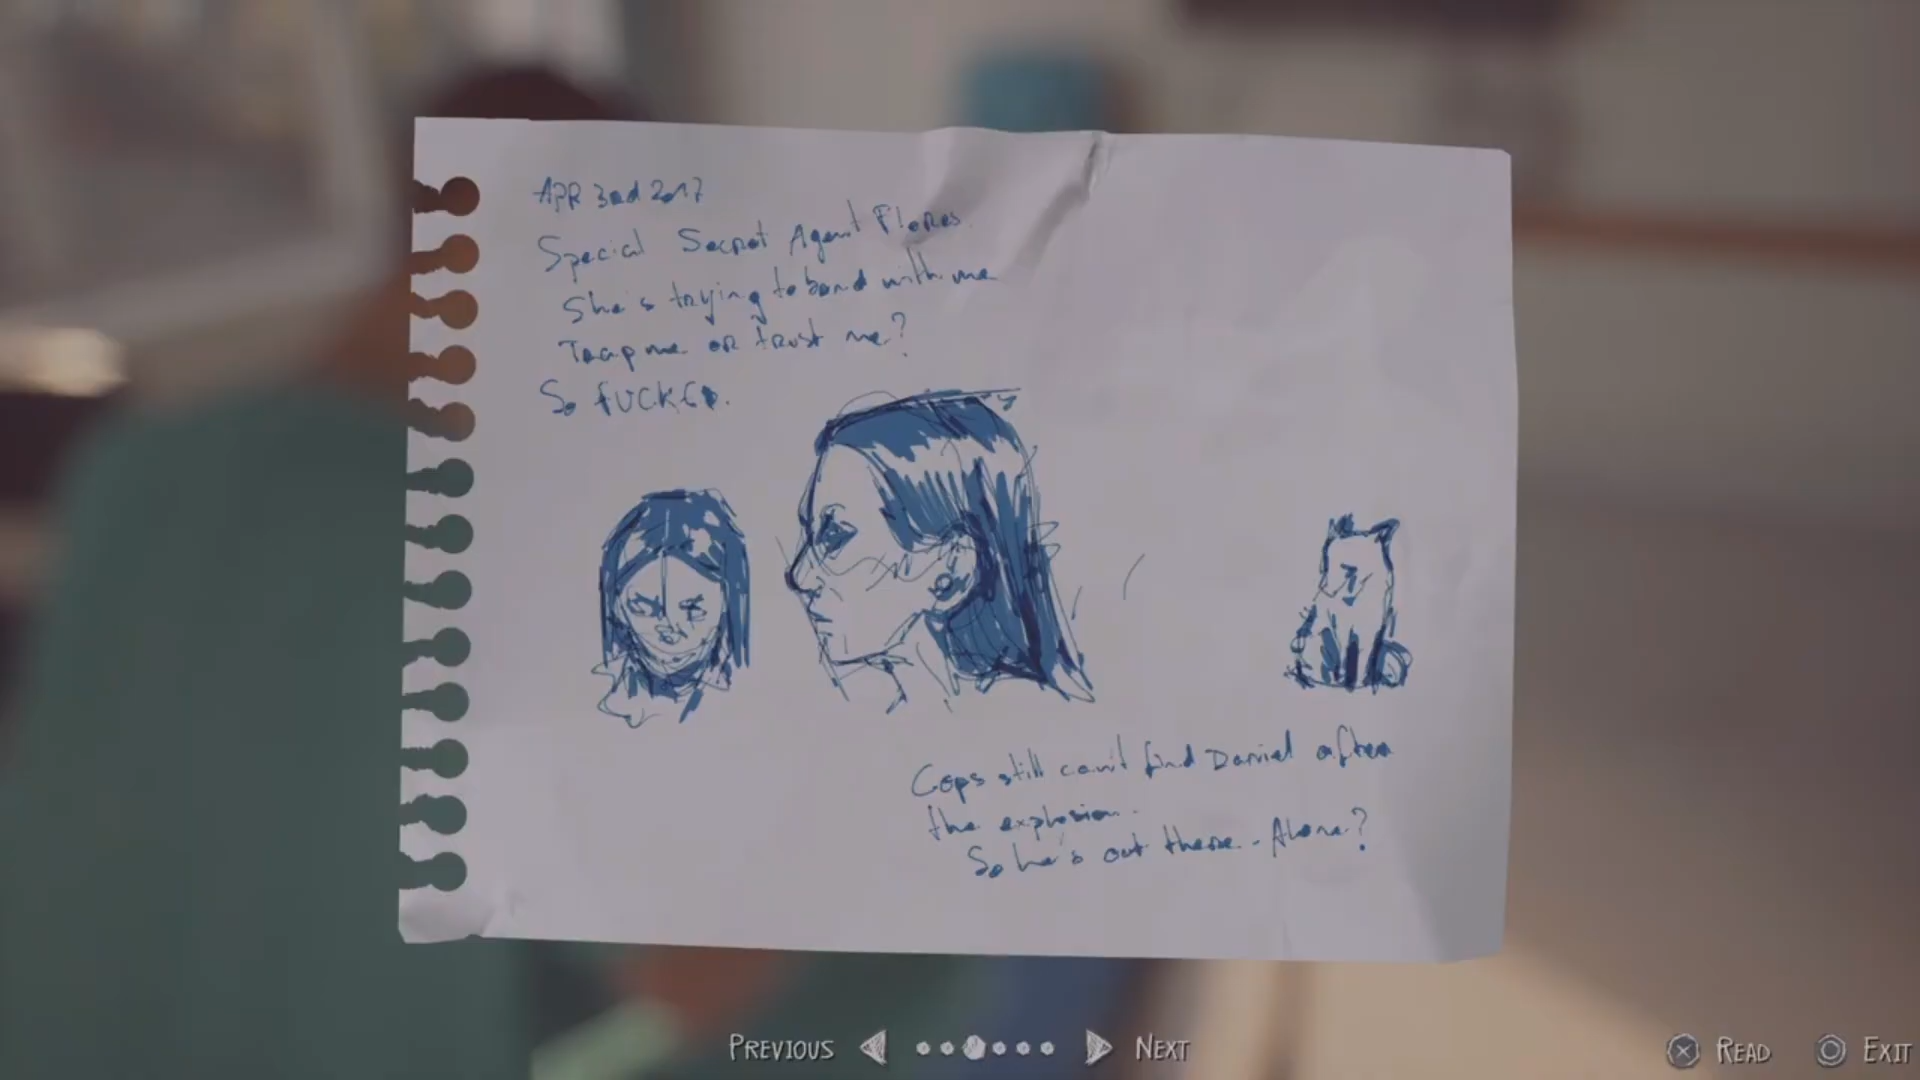 APR 3rd 2017
Special Secret Agent Flores.
She's trying to bond with me
Trap me or trust me?
So fucked.
Cops still can't find Daniel after
the explosion.
So he's out there. Alone?
Previous
Next
Read
Exit